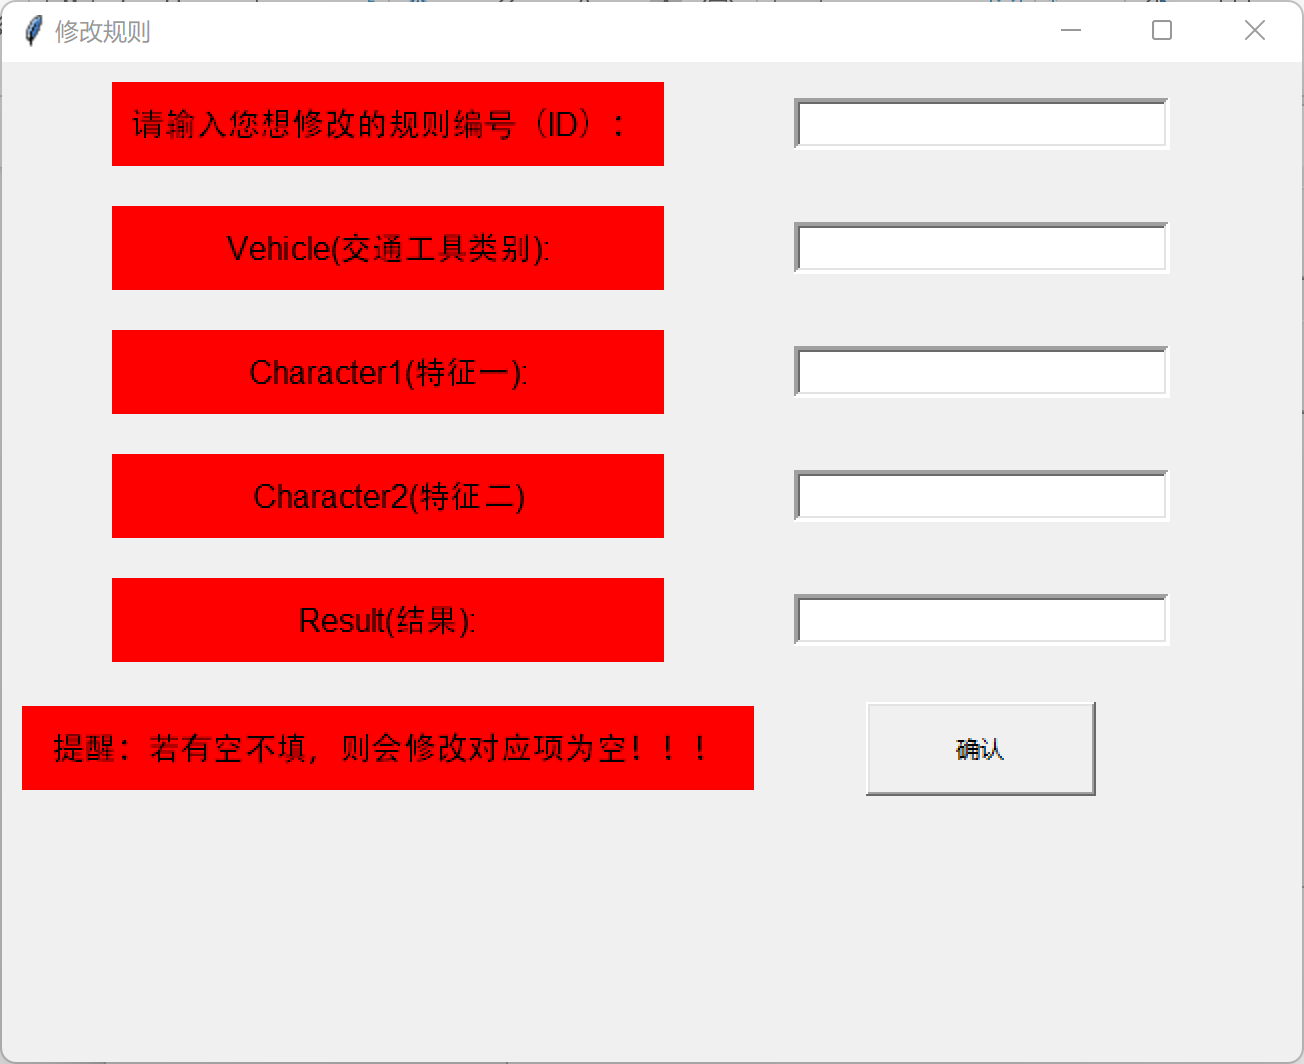 修改规则
请输入您想修改的规则编号（ID）：
Vehicle(交通工具类别):
Character1(特征一):
Character2(特征二)
Result(结果):
提醒：若有空不填，则会修改对应项为空！！！
确认